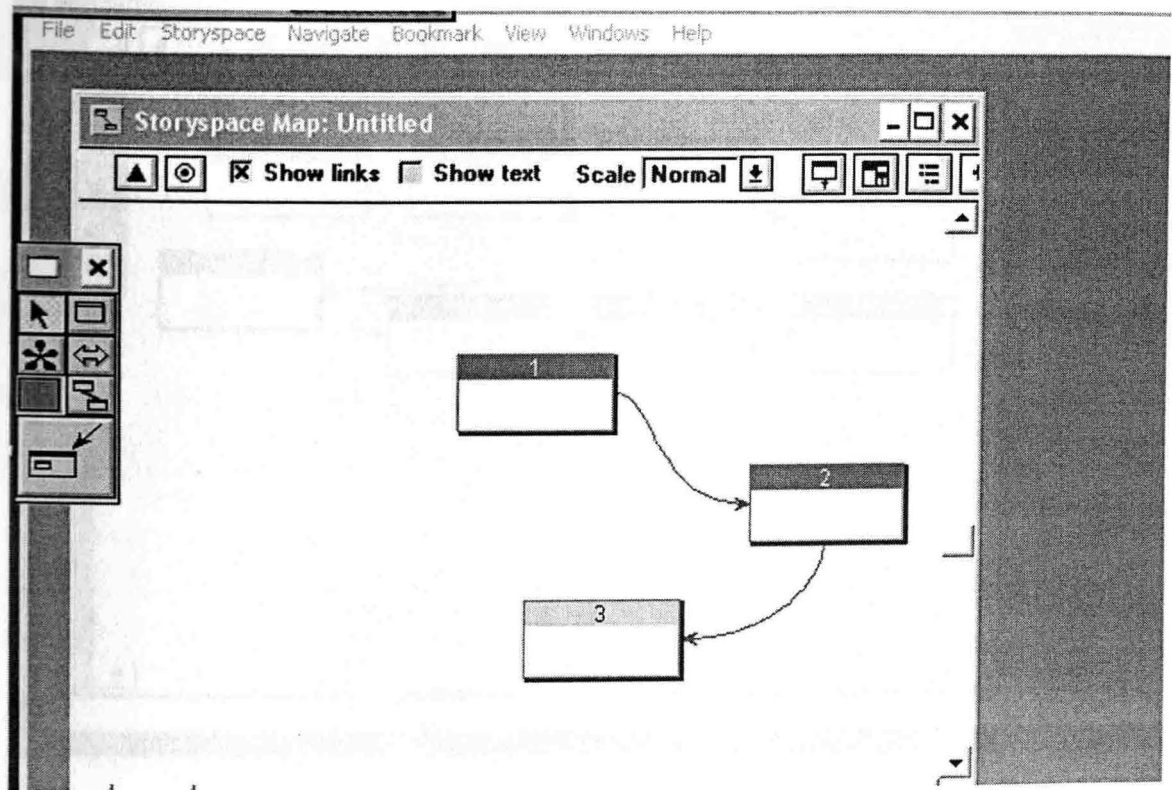 File Edit Storyspace Navigate Bookmark View Windows Help
Storyspace Map: Untitled
Show links Show text Scale Normal
1
2
3